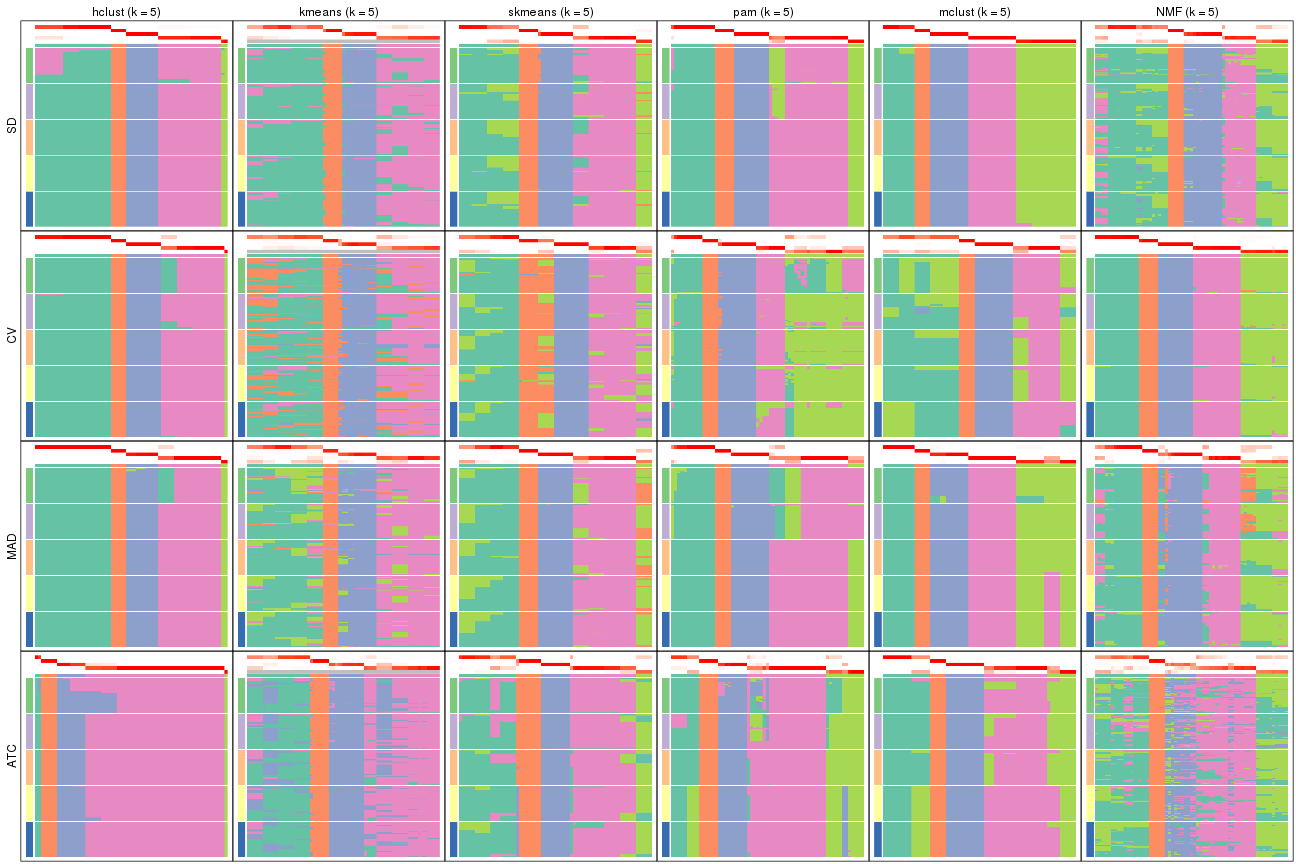 hclust (k = 5)
kmeans (k = 5)
skmeans (k = 5)
pam (k = 5)
mclust (k = 5)
NMF (k = 5)
SD
CV
MAD
ATC